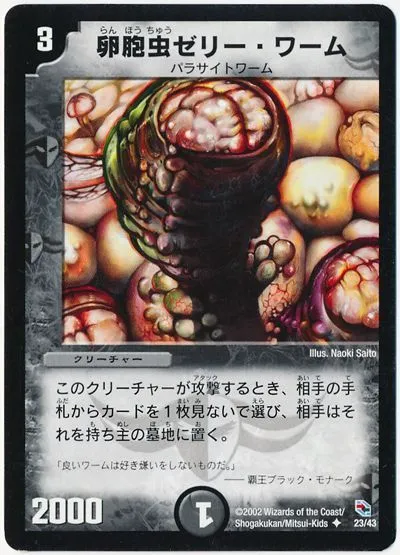 3
らん ほう ちゅう
卵胞虫ゼリー・ワーム
パラサイトワーム
Illus. Naoki Saito
クリーチャー
アタック あい て て
このクリーチャーが攻撃するとき、相手の手
ふだ まい み えら あい て
札からカードを1枚見ないで選び、相手はそ
も ぬし ぼ ち お
れを持ち主の墓地に置く。
「良いワームは好き嫌いをしないものだ。」
―― 覇王ブラック・モナーク
2000
1
©2002 Wizards of the Coast/
Shogakukan/Mitsui-Kids
23/43